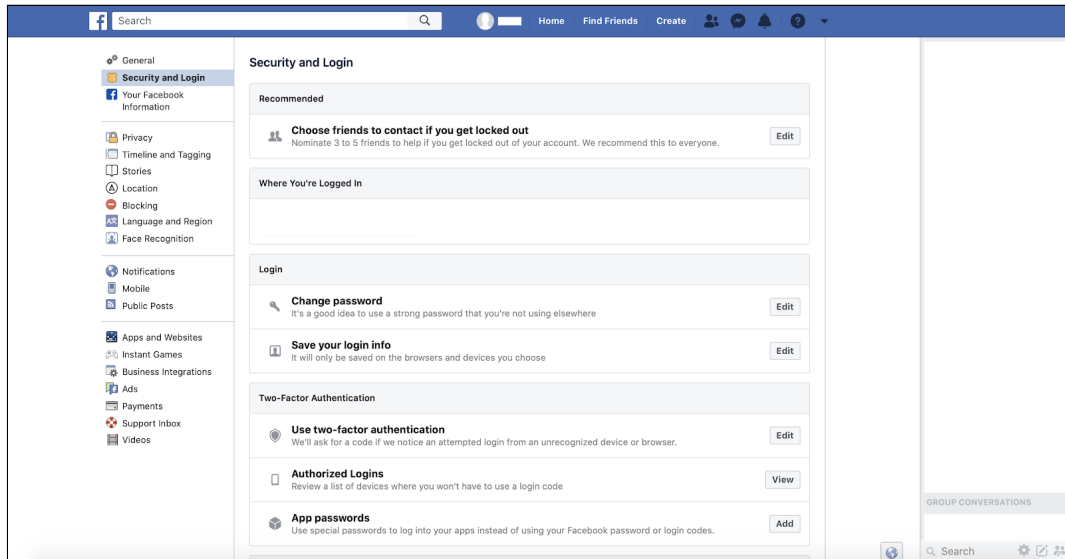 Search
Home
Find Friends
Create
General
Security and Login
Your Facebook
Information
Privacy
Timeline and Tagging
Stories
Location
Blocking
Language and Region
Face Recognition
Notifications
Mobile
Public Posts
Apps and Websites
Instant Games
Business Integrations
Ads
Payments
Support Inbox
Videos
Security and Login
Recommended
Choose friends to contact if you get locked out
Nominate 3 to 5 friends to help if you get locked out of your account. We recommend this to everyone.
Edit
Where You're Logged In
Login
Change password
It's a good idea to use a strong password that you're not using elsewhere
Edit
Save your login info
It will only be saved on the browsers and devices you choose
Edit
Two-Factor Authentication
Use two-factor authentication
We'll ask for a code if we notice an attempted login from an unrecognized device or browser.
Edit
Authorized Logins
Review a list of devices where you won't have to use a login code
View
App passwords
Use special passwords to log into your apps instead of using your Facebook password or login codes.
Add
GROUP CONVERSATIONS
Search